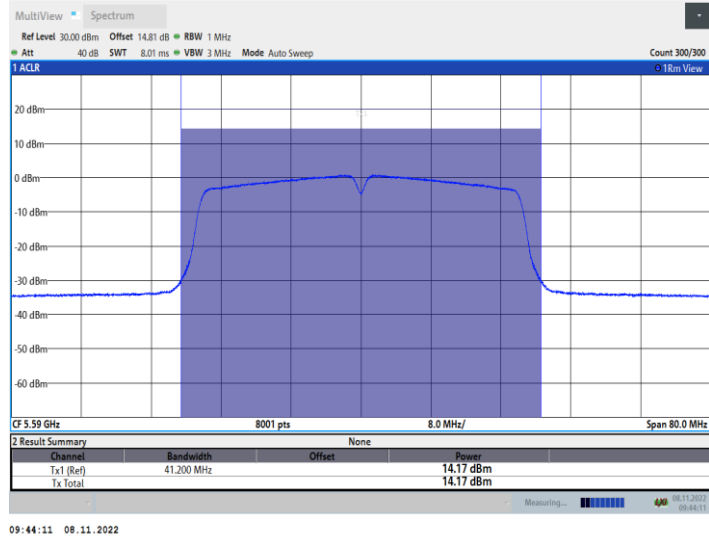 MultiView Spectrum
Ref Level 30.00 dBm Offset 14.81 dB RBW 1 MHz
Att 40 dB SWT 8.01 ms VBW 3 MHz Mode Auto Sweep Count 300/300
1 ACLR 1Rm View
20 dBm
10 dBm
0 dBm
-10 dBm
-20 dBm
-30 dBm
-40 dBm
-50 dBm
-60 dBm
CF 5.59 GHz 8001 pts 8.0 MHz/ Span 80.0 MHz
2 Result Summary None
Channel Bandwidth Offset Power
Tx1 (Ref) 41.200 MHz 14.17 dBm
Tx Total 14.17 dBm
Measuring... 08.11.2022
09:44:11
09:44:11 08.11.2022